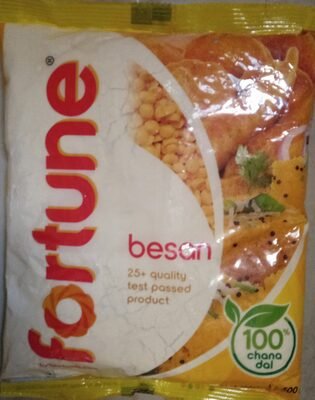 fortune®
besan
25+ quality
test passed
product
100%
chana
dal